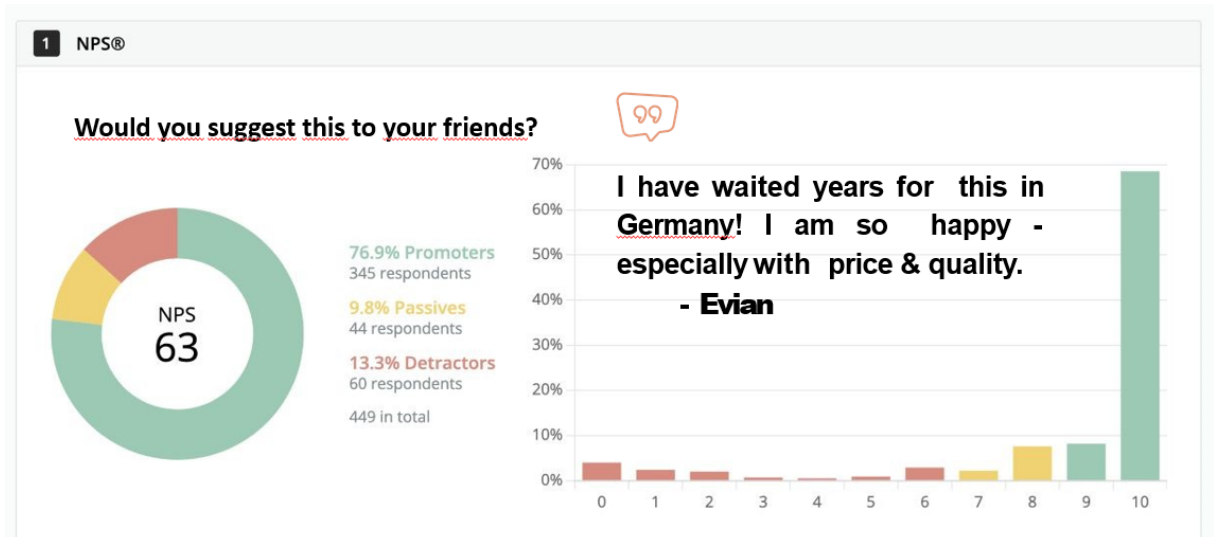 1 NPS®
Would you suggest this to your friends?
I have waited years for this in
Germany! I am so happy -
especially with price & quality.
- Evian
NPS
63
76.9% Promoters
345 respondents
9.8% Passives
44 respondents
13.3% Detractors
60 respondents
449 in total
70%
60%
50%
40%
30%
20%
10%
0%
0 1 2 3 4 5 6 7 8 9 10